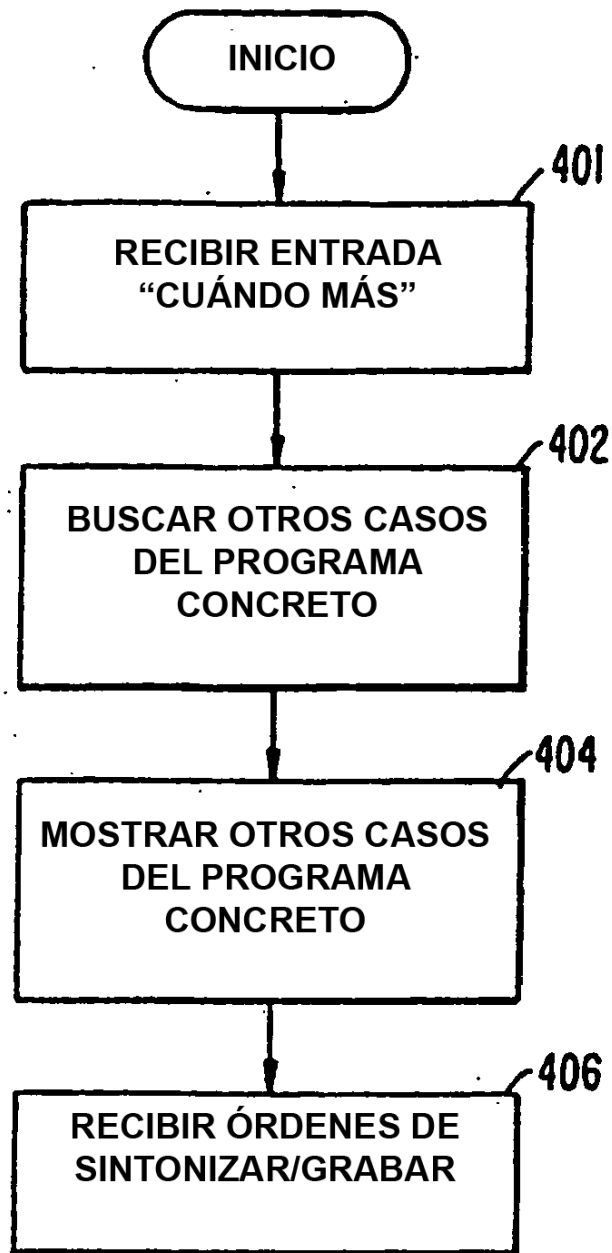 INICIO
401
RECIBIR ENTRADA
“CUÁNDO MÁS”
402
BUSCAR OTROS CASOS
DEL PROGRAMA
CONCRETO
404
MOSTRAR OTROS CASOS
DEL PROGRAMA
CONCRETO
406
RECIBIR ÓRDENES DE
SINTONIZAR/GRABAR